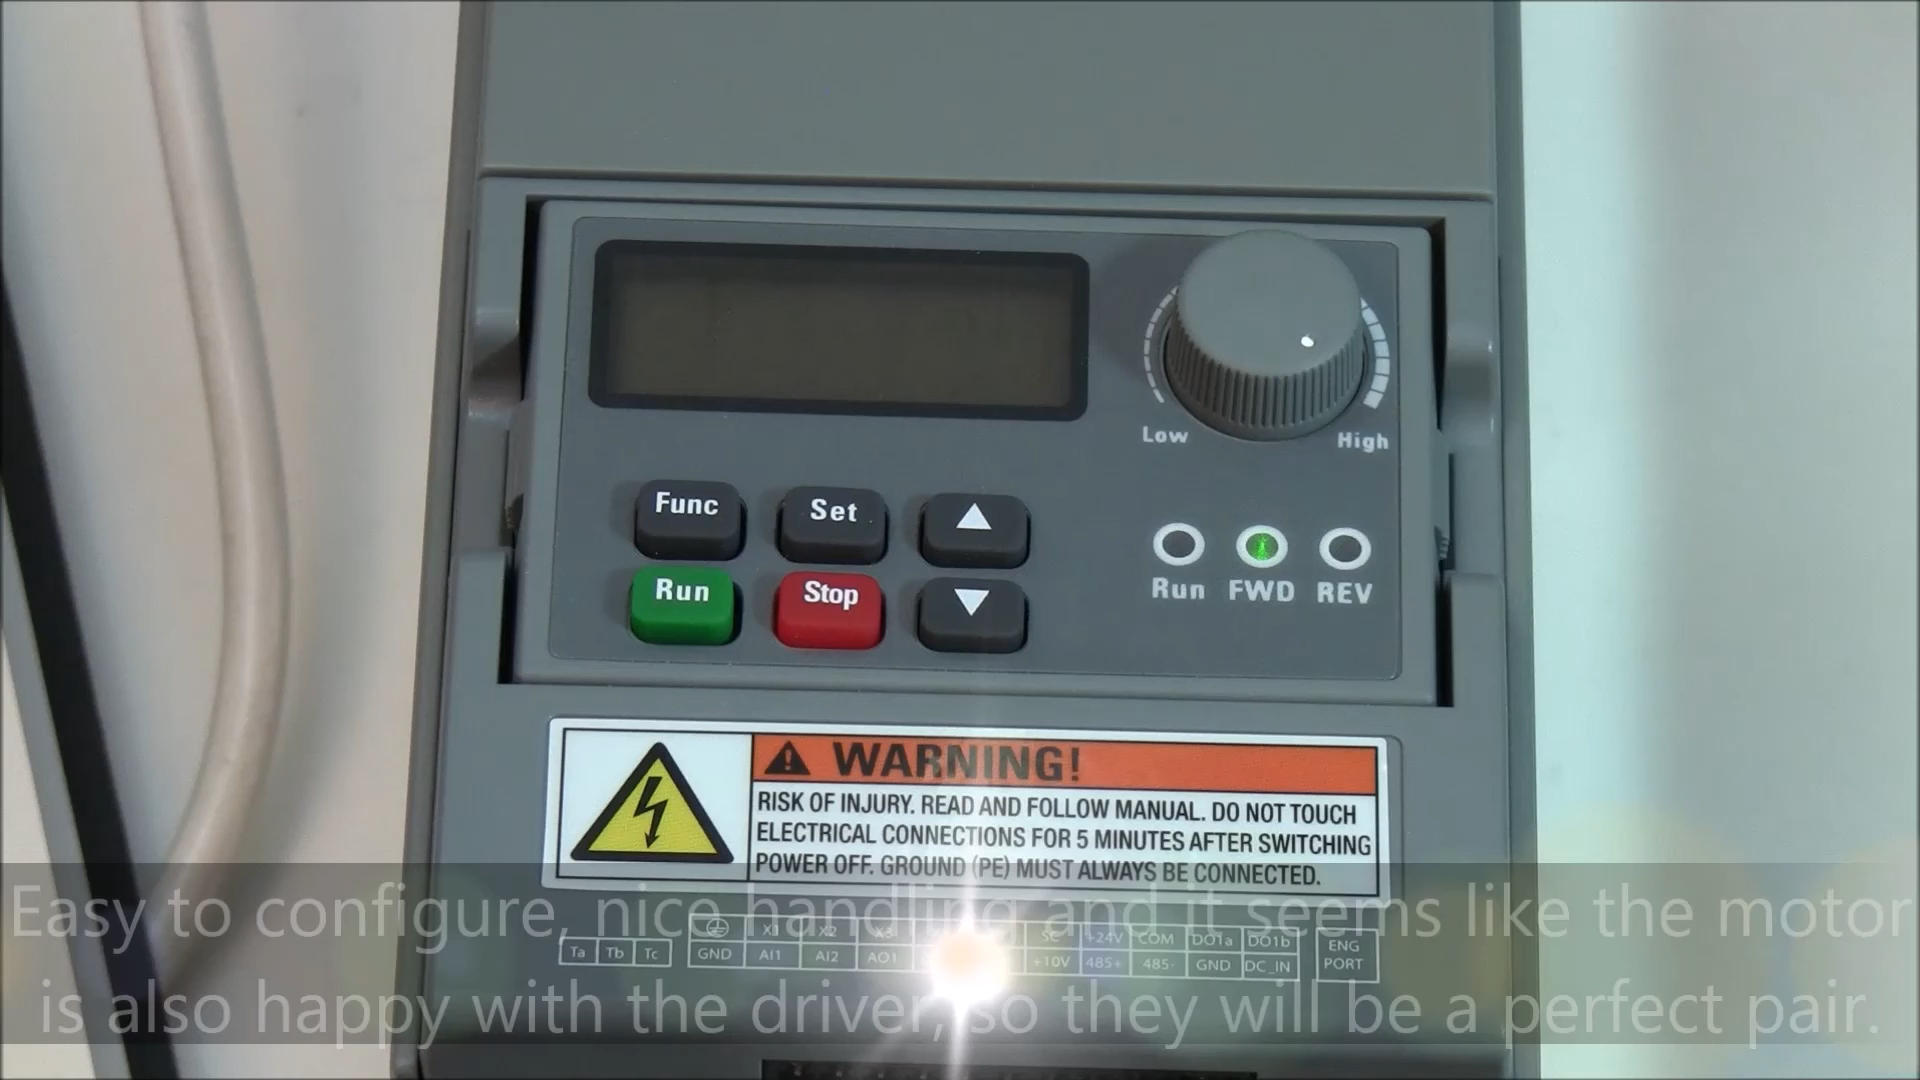 Low
High
Func
Set
Run
Stop
Run
FWD
REV
WARNING!
RISK OF INJURY. READ AND FOLLOW MANUAL. DO NOT TOUCH
ELECTRICAL CONNECTIONS FOR 5 MINUTES AFTER SWITCHING
POWER OFF. GROUND (PE) MUST ALWAYS BE CONNECTED.
Easy to configure, nice handling and it seems like the motor
is also happy with the driver, so they will be a perfect pair.
Ta Tb Tc
X1 X2 X3 SC +24V COM DO1a DO1b
GND AI1 AI2 AO1 +10V 485+ 485- GND DC_IN
ENG
PORT